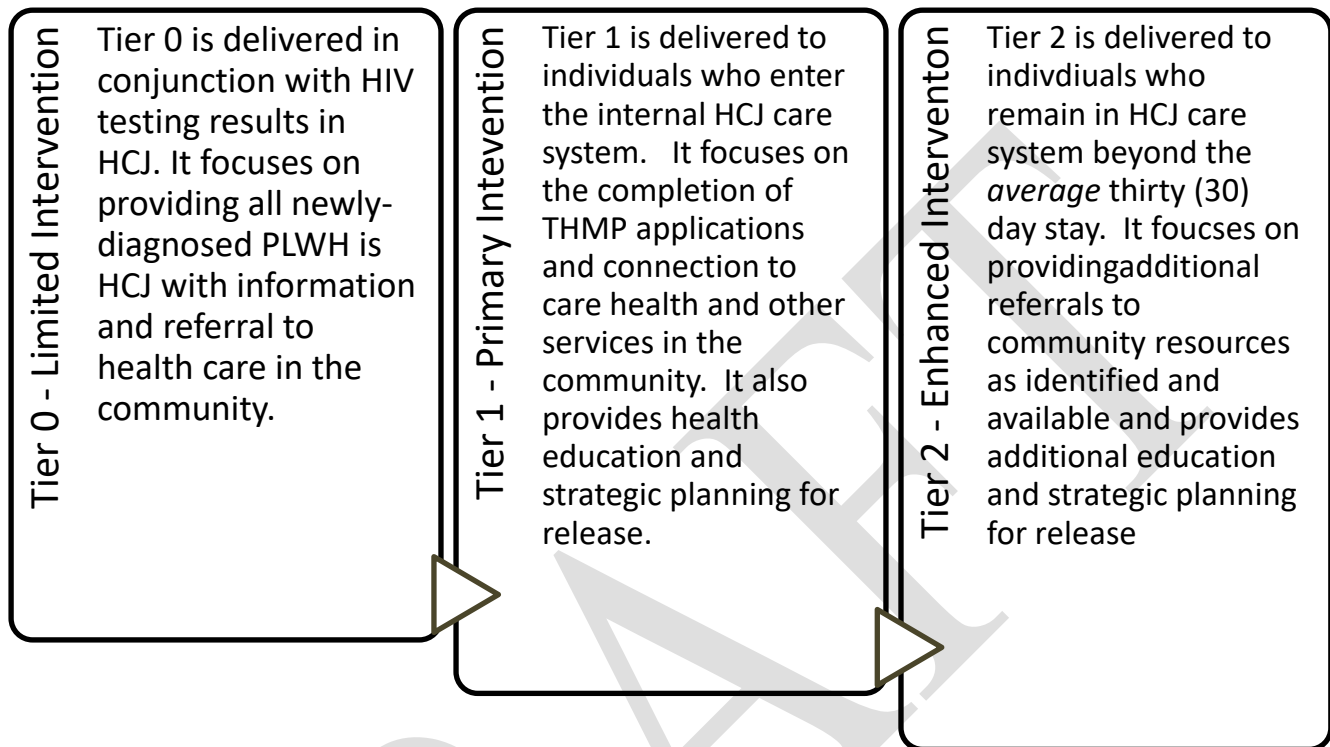 Tier 0 - Limited Intervention
Tier 0 is delivered in
conjunction with HIV
testing results in
HCJ. It focuses on
providing all newly-
diagnosed PLWH is
HCJ with information
and referral to
health care in the
community.
Tier 1 - Primary Intevention
Tier 1 is delivered to
individuals who enter
the internal HCJ care
system.   It focuses on
the completion of
THMP applications
and connection to
care health and other
services in the
community.  It also
provides health
education and
strategic planning for
release.
Tier 2 - Enhanced Interventon
Tier 2 is delivered to
indivdiuals who
remain in HCJ care
system beyond the
average thirty (30)
day stay.  It foucses on
providingadditional
referrals to
community resources
as identified and
available and provides
additional education
and strategic planning
for release